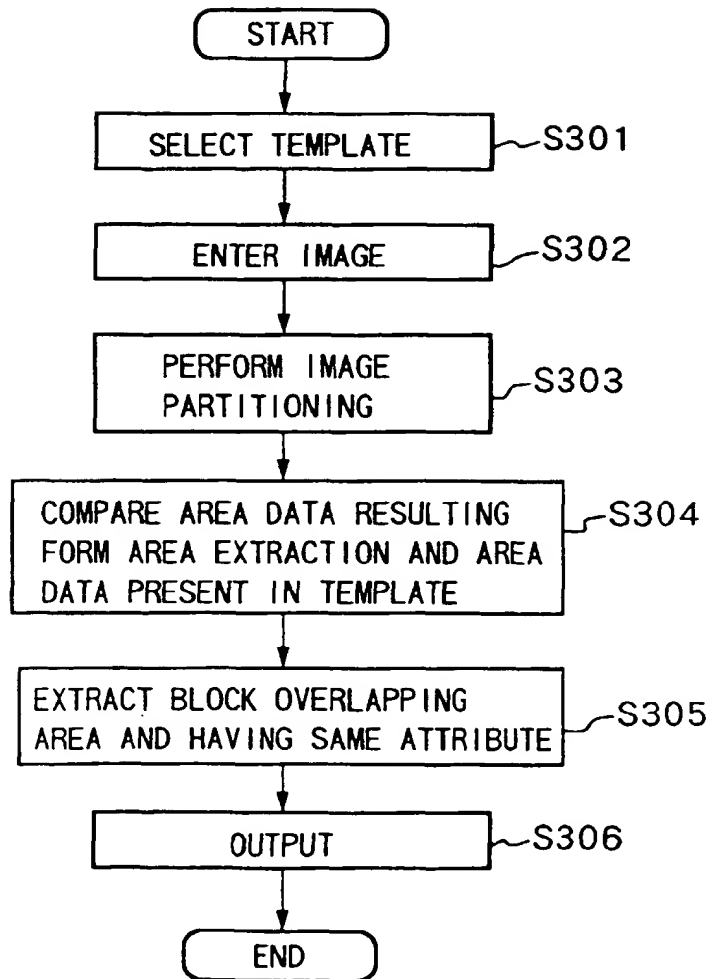 START
SELECT TEMPLATE
S301
ENTER IMAGE
S302
PERFORM IMAGE
PARTITIONING
S303
COMPARE AREA DATA RESULTING
FORM AREA EXTRACTION AND AREA
DATA PRESENT IN TEMPLATE
S304
EXTRACT BLOCK OVERLAPPING
AREA AND HAVING SAME ATTRIBUTE
S305
OUTPUT
S306
END